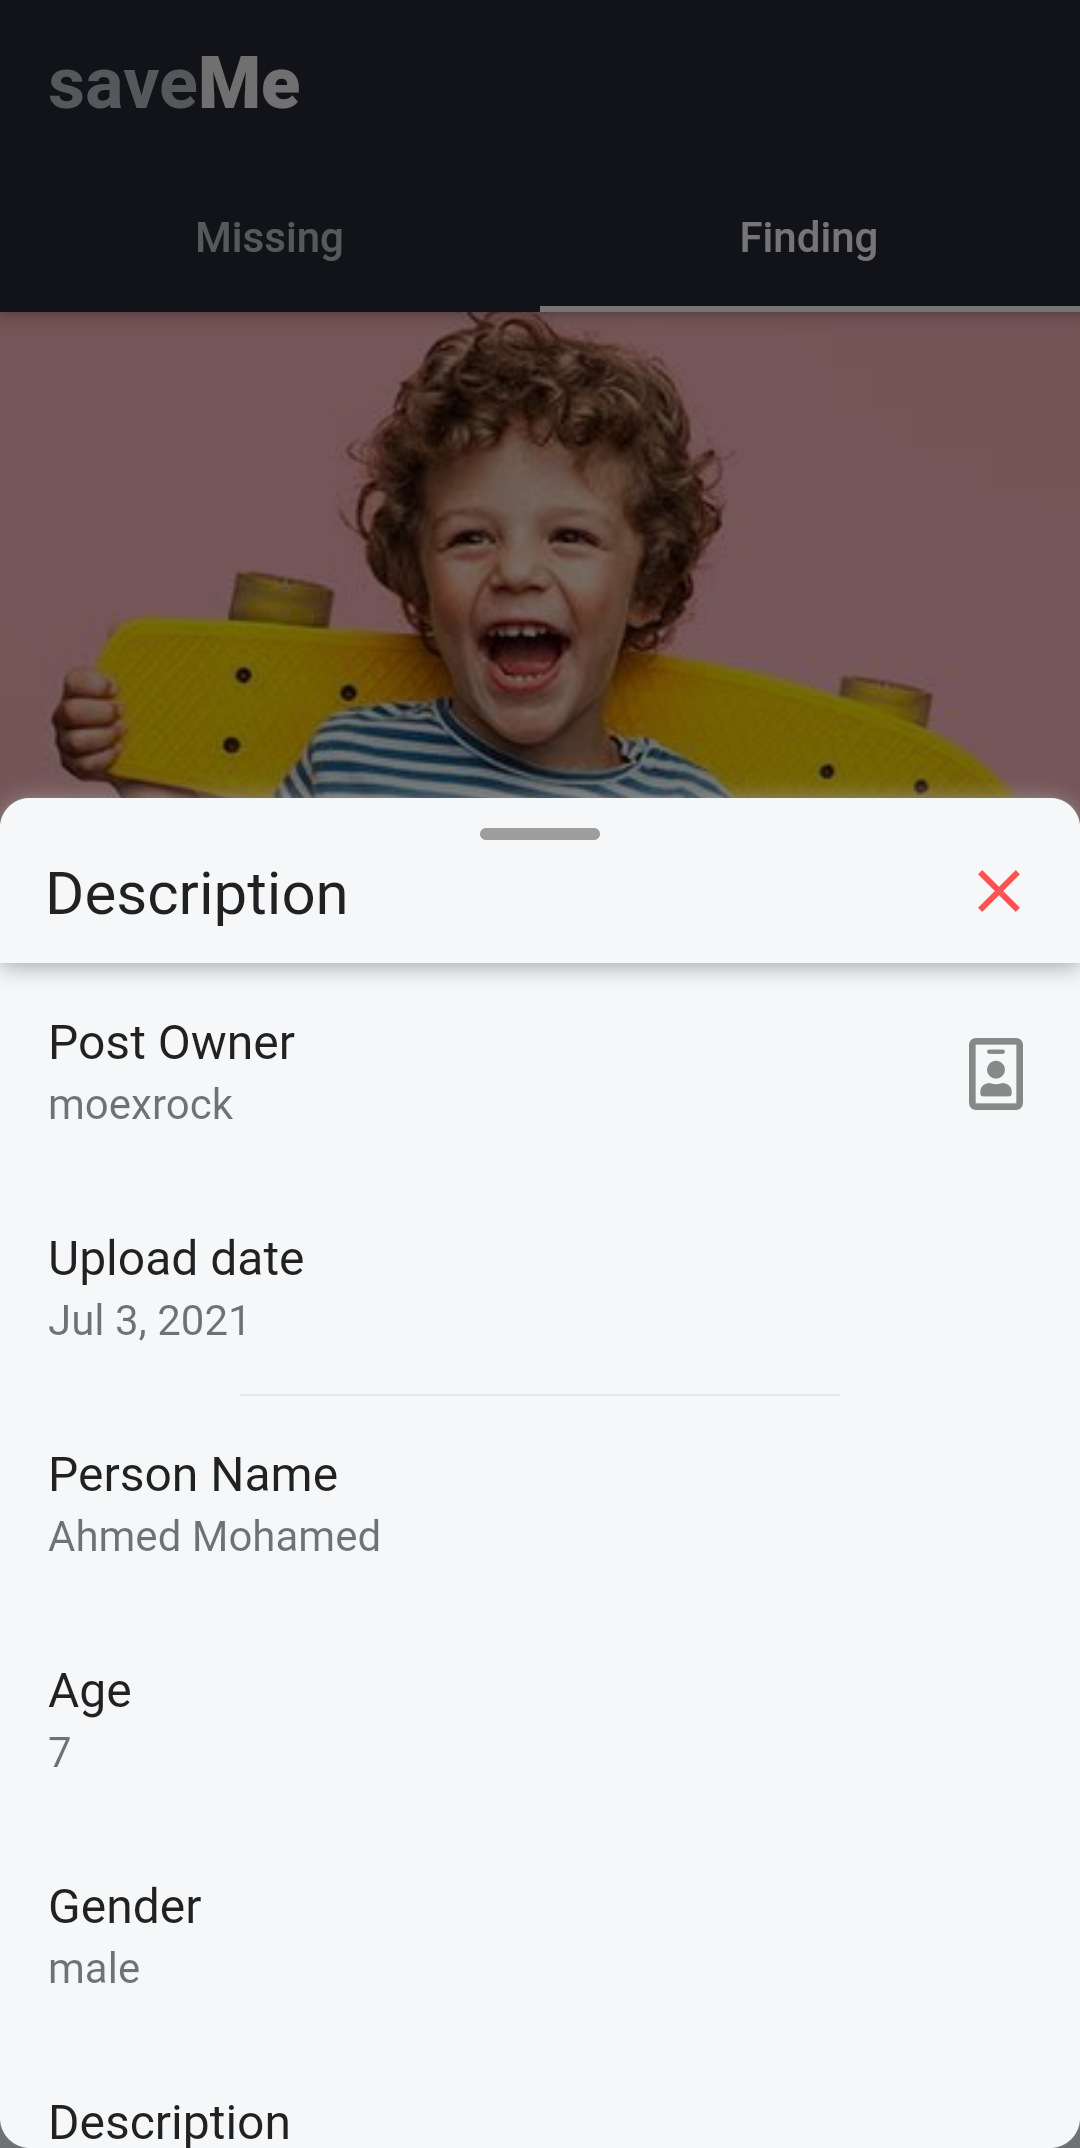 saveMe
Missing
Finding
Description
Post Owner
moexrock
Upload date
Jul 3, 2021
Person Name
Ahmed Mohamed
Age
7
Gender
male
Description